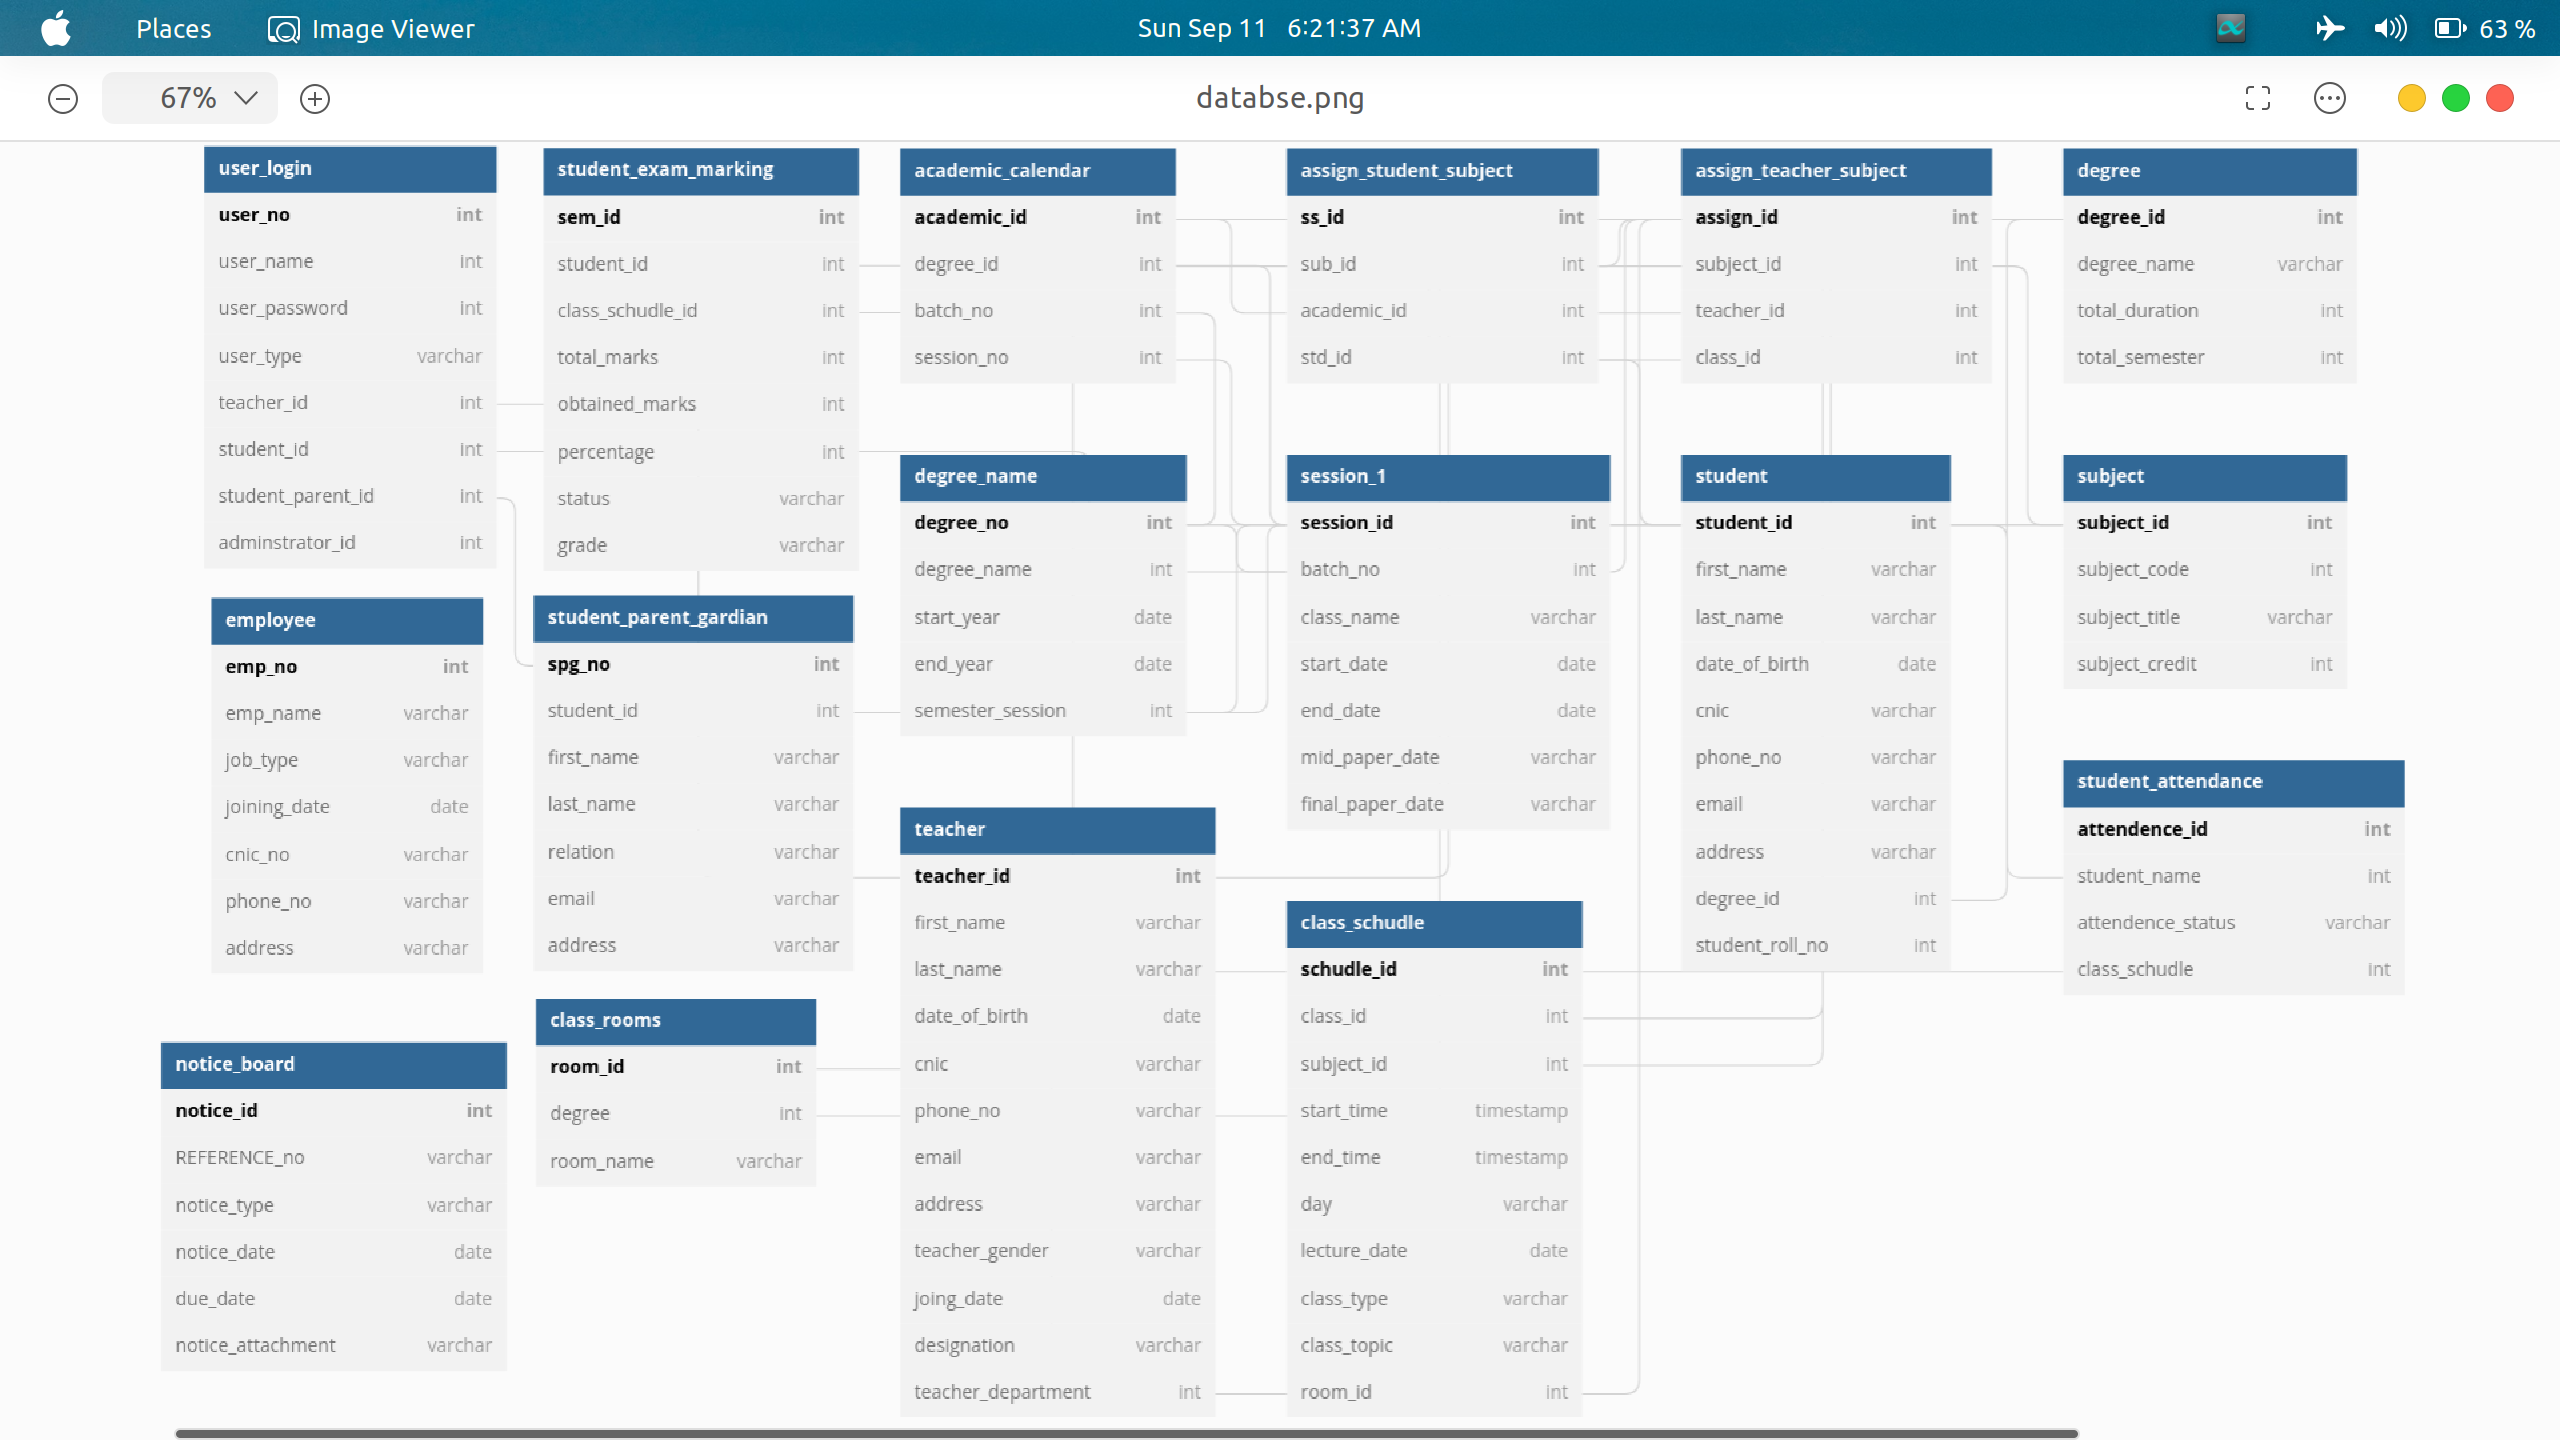 Places Image Viewer Sun Sep 11 6:21:37 AM 63 %
67% databse.png
user_login
user_no int
user_name int
user_password int
user_type varchar
teacher_id int
student_id int
student_parent_id int
adminstrator_id int
employee
emp_no int
emp_name varchar
job_type varchar
joining_date date
cnic_no varchar
phone_no varchar
address varchar
notice_board
notice_id int
REFERENCE_no varchar
notice_type varchar
notice_date date
due_date date
notice_attachment varchar
student_exam_marking
sem_id int
student_id int
class_schudle_id int
total_marks int
obtained_marks int
percentage int
status varchar
grade varchar
student_parent_gardian
spg_no int
student_id int
first_name varchar
last_name varchar
relation varchar
email varchar
address varchar
class_rooms
room_id int
degree int
room_name varchar
academic_calendar
academic_id int
degree_id int
batch_no int
session_no int
degree_name
degree_no int
degree_name int
start_year date
end_year date
semester_session int
teacher
teacher_id int
first_name varchar
last_name varchar
date_of_birth date
cnic varchar
phone_no varchar
email varchar
address varchar
teacher_gender varchar
joing_date date
designation varchar
teacher_department int
assign_student_subject
ss_id int
sub_id int
academic_id int
std_id int
session_1
session_id int
batch_no int
class_name varchar
start_date date
end_date date
mid_paper_date varchar
final_paper_date varchar
class_schudle
schudle_id int
class_id int
subject_id int
start_time timestamp
end_time timestamp
day varchar
lecture_date date
class_type varchar
class_topic varchar
room_id int
assign_teacher_subject
assign_id int
subject_id int
teacher_id int
class_id int
student
student_id int
first_name varchar
last_name varchar
date_of_birth date
cnic varchar
phone_no varchar
email varchar
address varchar
degree_id int
student_roll_no int
degree
degree_id int
degree_name varchar
total_duration int
total_semester int
subject
subject_id int
subject_code int
subject_title varchar
subject_credit int
student_attendance
attendence_id int
student_name int
attendence_status varchar
class_schudle int